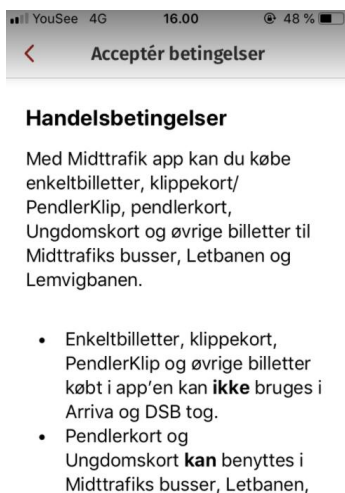 YouSee 4G 16.00 48 %
Acceptér betingelser
Handelsbetingelser
Med Midttrafik app kan du købe
enkeltbilletter, klippekort/
PendlerKlip, pendlerkort,
Ungdomskort og øvrige billetter til
Midttrafiks busser, Letbanen og
Lemvigbanen.
• Enkeltbilletter, klippekort,
PendlerKlip og øvrige billetter
købt i app'en kan ikke bruges i
Arriva og DSB tog.
• Pendlerkort og
Ungdomskort kan benyttes i
Midttrafiks busser, Letbanen,